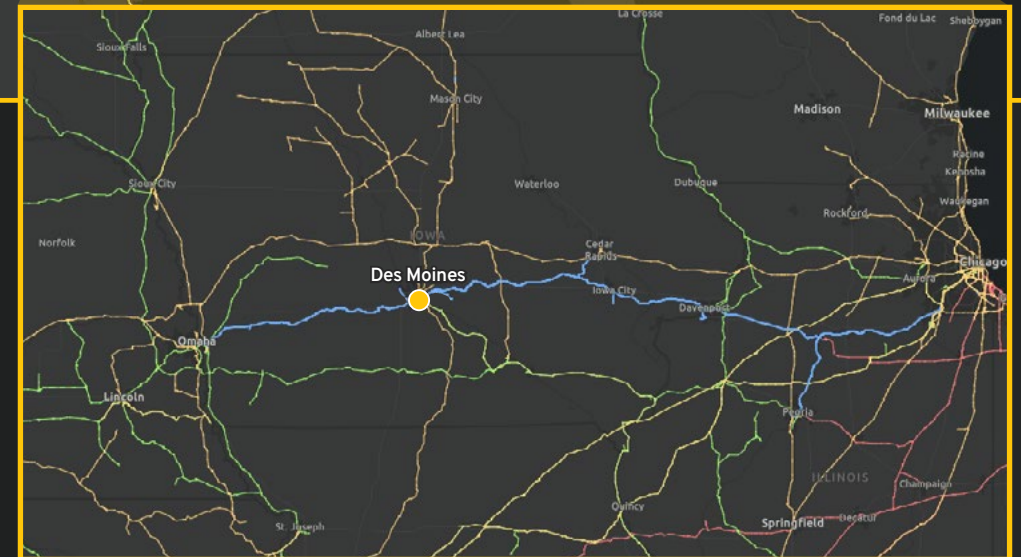 La Crosse
Fond du Lac
Sheboygan
Albert Lea
Sioux Falls
Mason City
Madison
Milwaukee
Racine
Kenosha
Sioux City
Waterloo
Dubuque
Waukegan
Rockford
Norfolk
IOWA
Cedar
Rapids
Chicago
Des Moines
Aurora
Iowa City
Davenport
Omaha
Lincoln
Peoria
ILLINOIS
Champaign
Quincy
St. Joseph
Springfield
Decatur